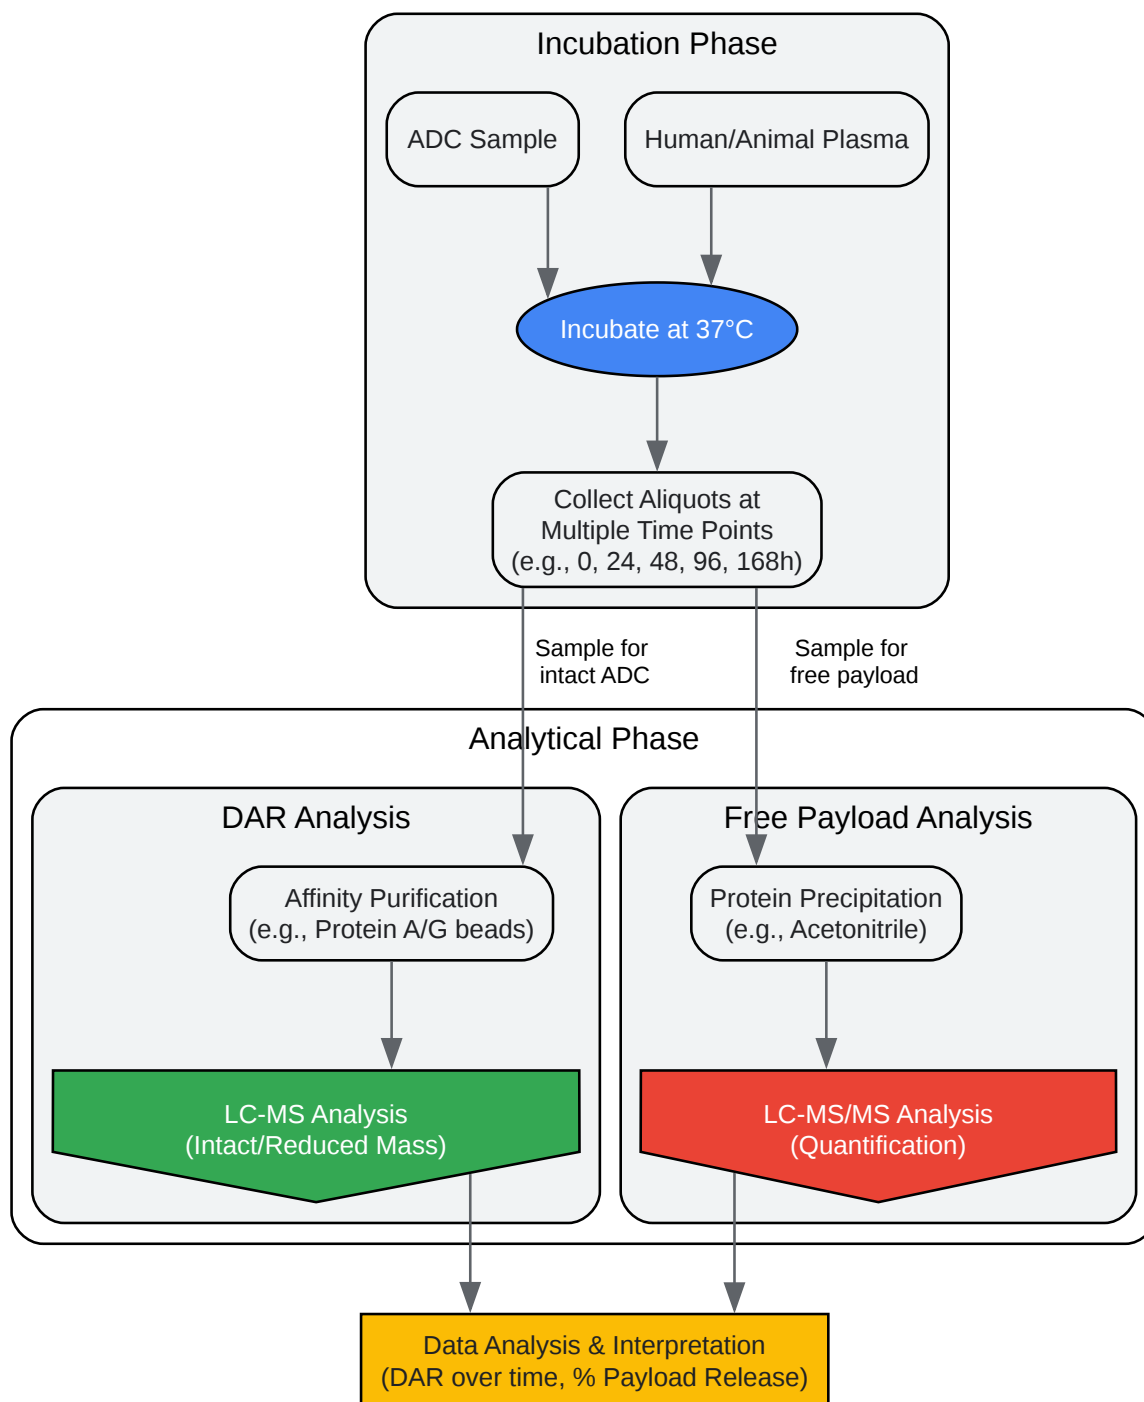 Incubation Phase
ADC Sample
Human/Animal Plasma
Incubate at 37°C
Collect Aliquots at
Multiple Time Points
(e.g., 0, 24, 48, 96, 168h)
Sample for
intact ADC
Sample for
free payload
Analytical Phase
DAR Analysis
Affinity Purification
(e.g., Protein A/G beads)
LC-MS Analysis
(Intact/Reduced Mass)
Free Payload Analysis
Protein Precipitation
(e.g., Acetonitrile)
LC-MS/MS Analysis
(Quantification)
Data Analysis & Interpretation
(DAR over time, % Payload Release)